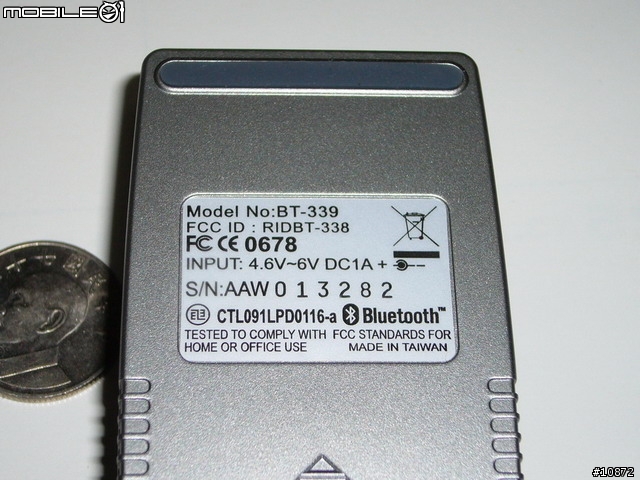 MOBILE01
Model No:BT-339
FCC ID : RIDBT-338
FC CE 0678
INPUT: 4.6V~6V DC1A +
S/N:AAW 0 1 3 2 8 2
CTL091LPD0116-a Bluetooth™
TESTED TO COMPLY WITH FCC STANDARDS FOR
HOME OR OFFICE USE MADE IN TAIWAN
#10872